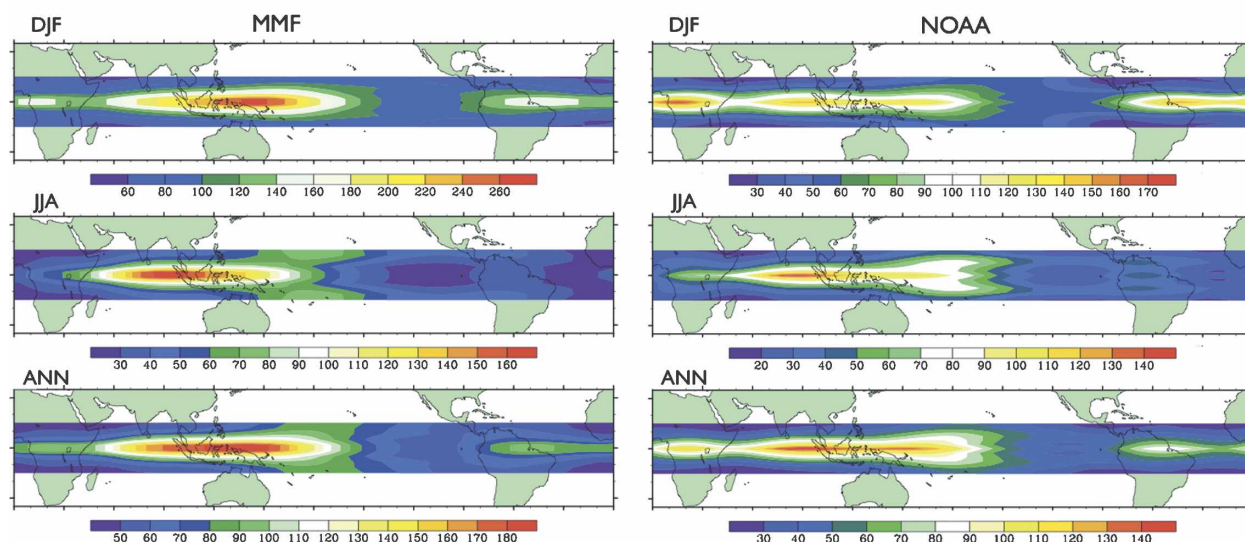 DJF MMF
60 80 100 120 140 160 180 200 220 240 260
JJA
30 40 50 60 70 80 90 100 110 120 130 140 150 160
ANN
50 60 70 80 90 100 110 120 130 140 150 160 170 180
DJF NOAA
30 40 50 60 70 80 90 100 110 120 130 140 150 170
JJA
20 30 40 50 60 70 80 90 100 110 120 130 140
ANN
30 40 50 60 70 80 90 100 110 120 140